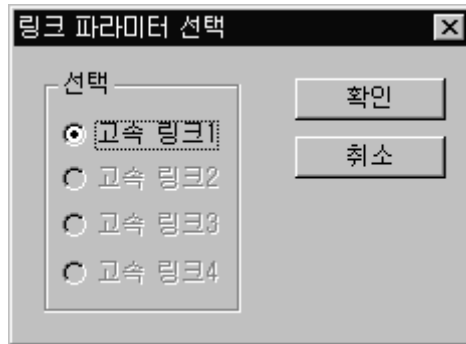 링크 파라미터 선택
선택
고속 링크1
고속 링크2
고속 링크3
고속 링크4
확인
취소